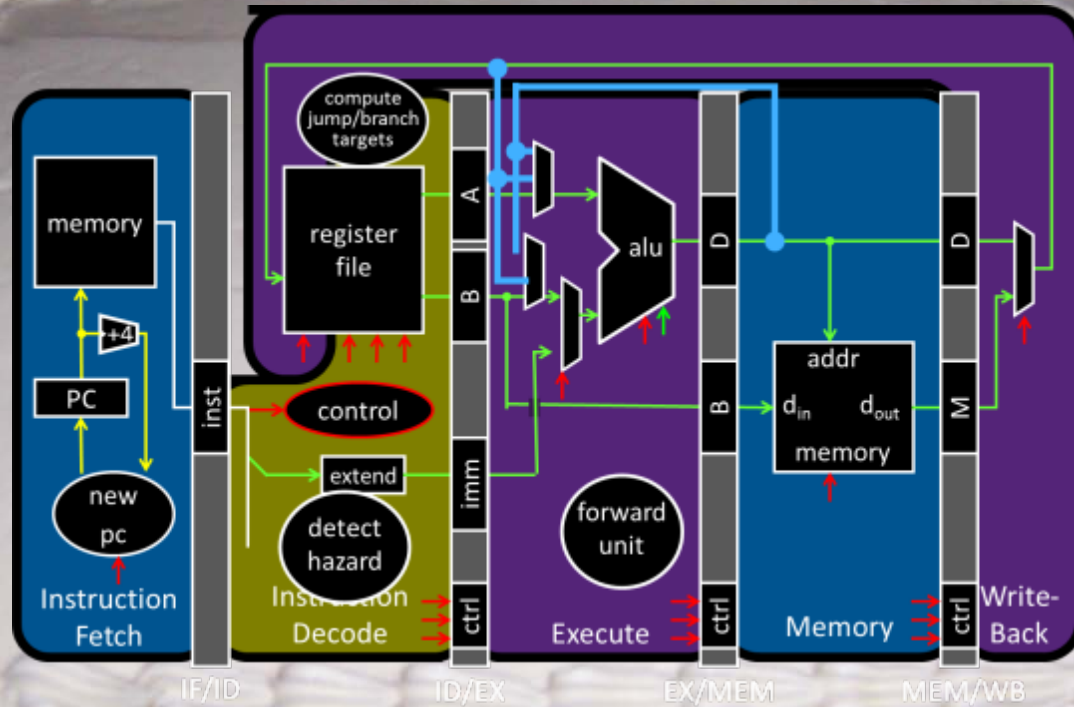 compute
jump/branch
targets
memory
register
file
A
B
alu
D
D
+4
PC
inst
control
addr
d_in d_out
memory
B
M
extend
imm
new
pc
detect
hazard
forward
unit
Instruction
Fetch
Instruction
Decode
ctrl
Execute
ctrl
Memory
ctrl
Write-
Back
IF/ID
ID/EX
EX/MEM
MEM/WB